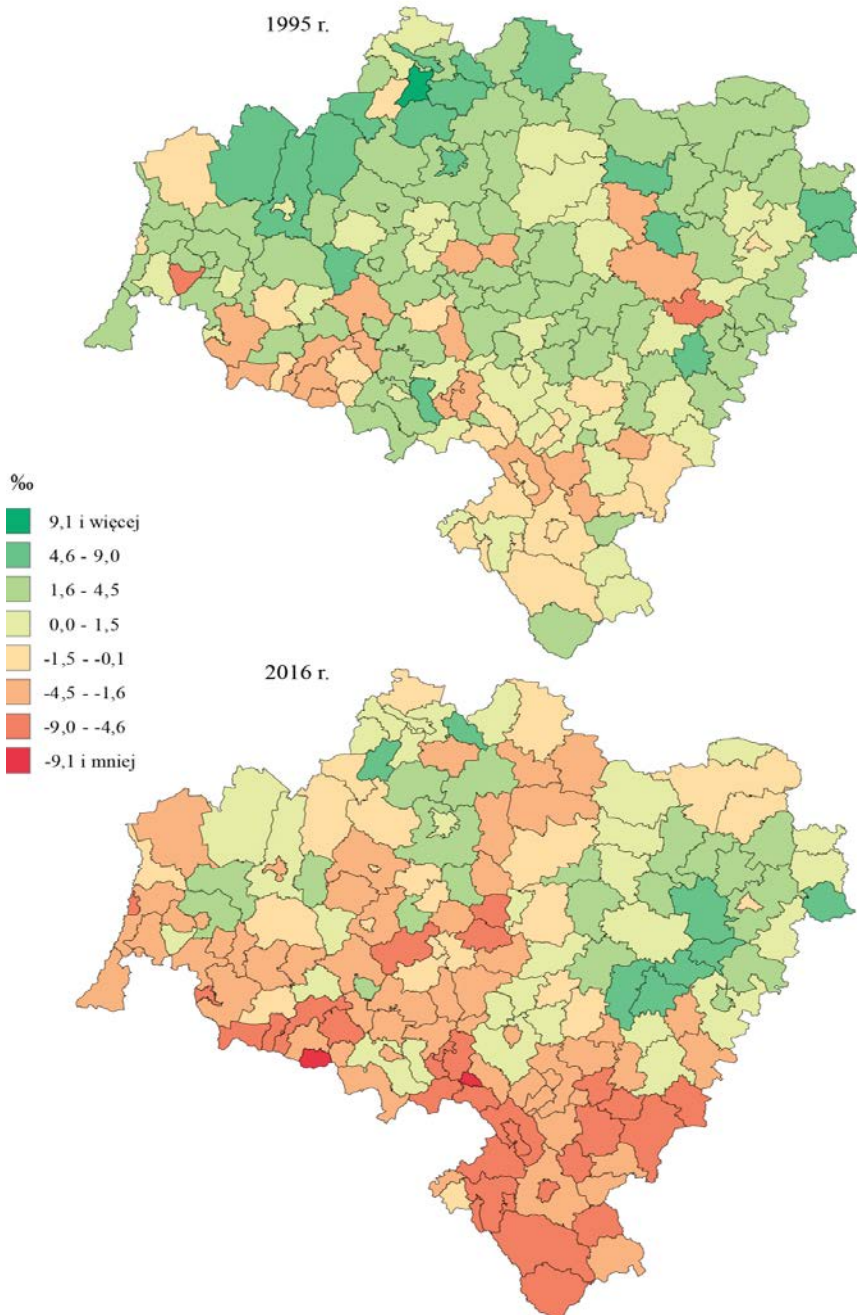 1995 r.
‰
9,1 i więcej
4,6 - 9,0
1,6 - 4,5
0,0 - 1,5
-1,5 - -0,1
-4,5 - -1,6
-9,0 - -4,6
-9,1 i mniej
2016 r.